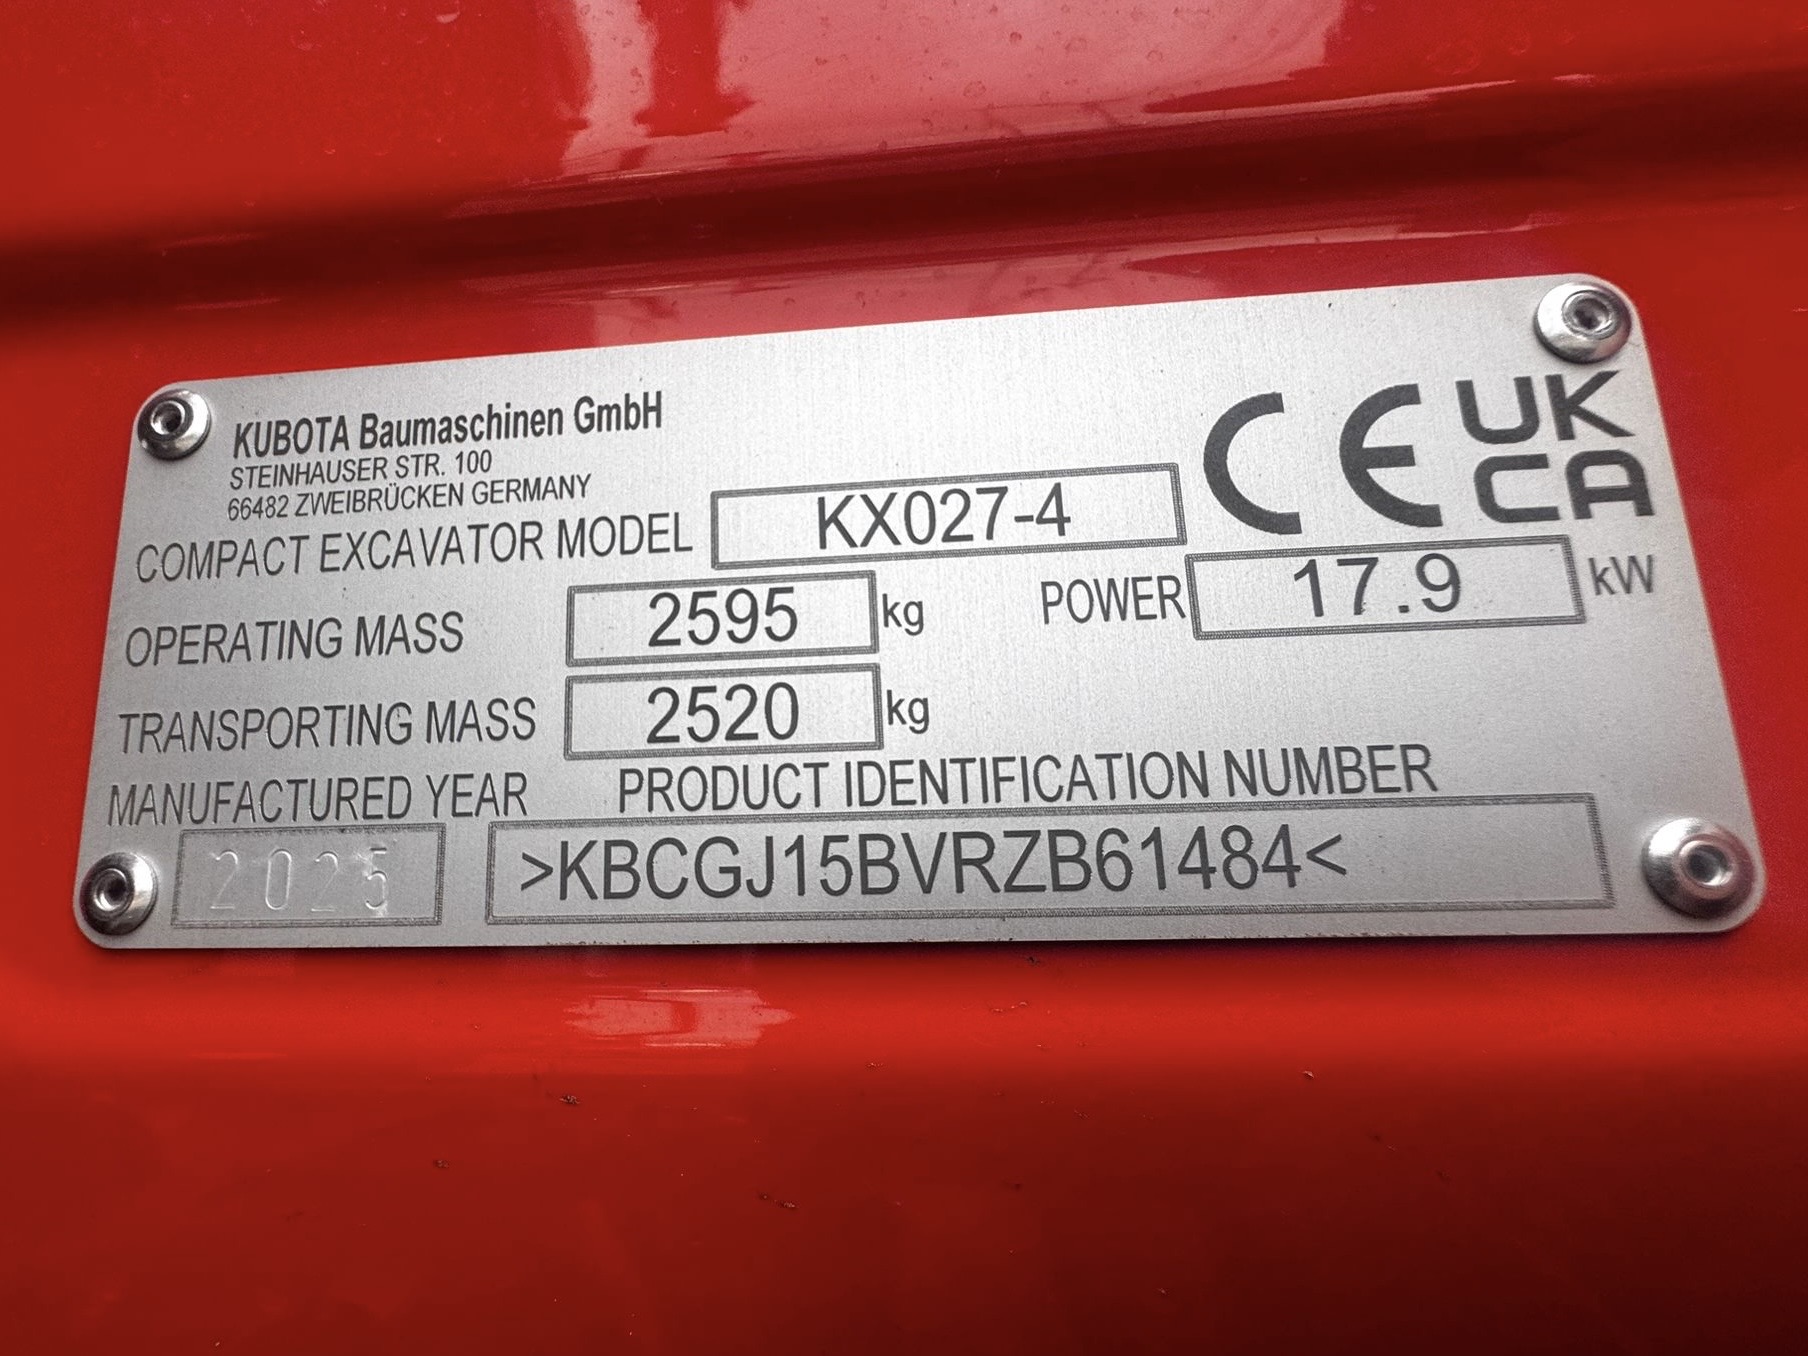 KUBOTA Baumaschinen GmbH
STEINHAUSER STR. 100
66482 ZWEIBRÜCKEN GERMANY
CE UK
CA
COMPACT EXCAVATOR MODEL KX027-4
OPERATING MASS 2595 kg POWER 17.9 kW
TRANSPORTING MASS 2520 kg
MANUFACTURED YEAR PRODUCT IDENTIFICATION NUMBER
2025 >KBCGJ15BVRZB61484<